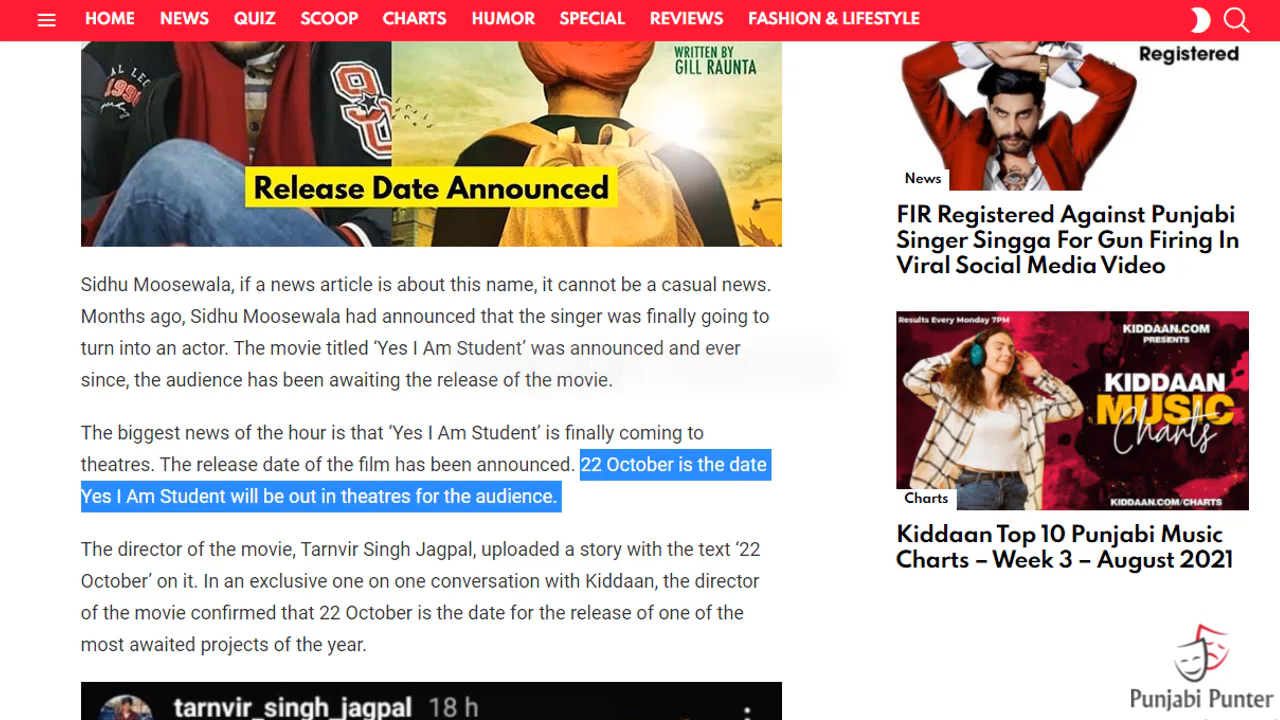 HOME NEWS QUIZ SCOOP CHARTS HUMOR SPECIAL REVIEWS FASHION & LIFESTYLE
WRITTEN BY
GILL RAUNTA
Release Date Announced
Sidhu Moosewala, if a news article is about this name, it cannot be a casual news.
Months ago, Sidhu Moosewala had announced that the singer was finally going to
turn into an actor. The movie titled ‘Yes I Am Student’ was announced and ever
since, the audience has been awaiting the release of the movie.
The biggest news of the hour is that ‘Yes I Am Student’ is finally coming to
theatres. The release date of the film has been announced. 22 October is the date
Yes I Am Student will be out in theatres for the audience.
The director of the movie, Tarnvir Singh Jagpal, uploaded a story with the text ‘22
October’ on it. In an exclusive one on one conversation with Kiddaan, the director
of the movie confirmed that 22 October is the date for the release of one of the
most awaited projects of the year.
tarnvir_singh_jagpal 18 h
Registered
News
FIR Registered Against Punjabi
Singer Singga For Gun Firing In
Viral Social Media Video
Results Every Monday 7PM
KIDDAAN.COM
PRESENTS
KIDDAAN
MUSIC
Charts
KIDDAAN.COM/CHARTS
Charts
Kiddaan Top 10 Punjabi Music
Charts – Week 3 – August 2021
Punjabi Punter